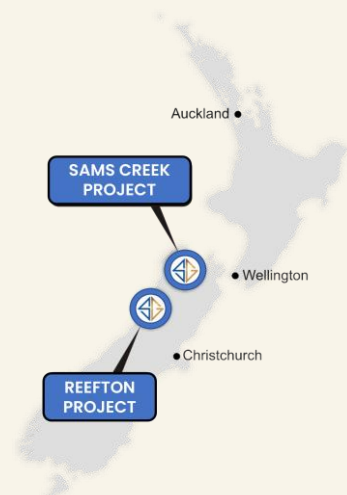 Auckland
SAMS CREEK
PROJECT
Wellington
Christchurch
REEFTON
PROJECT